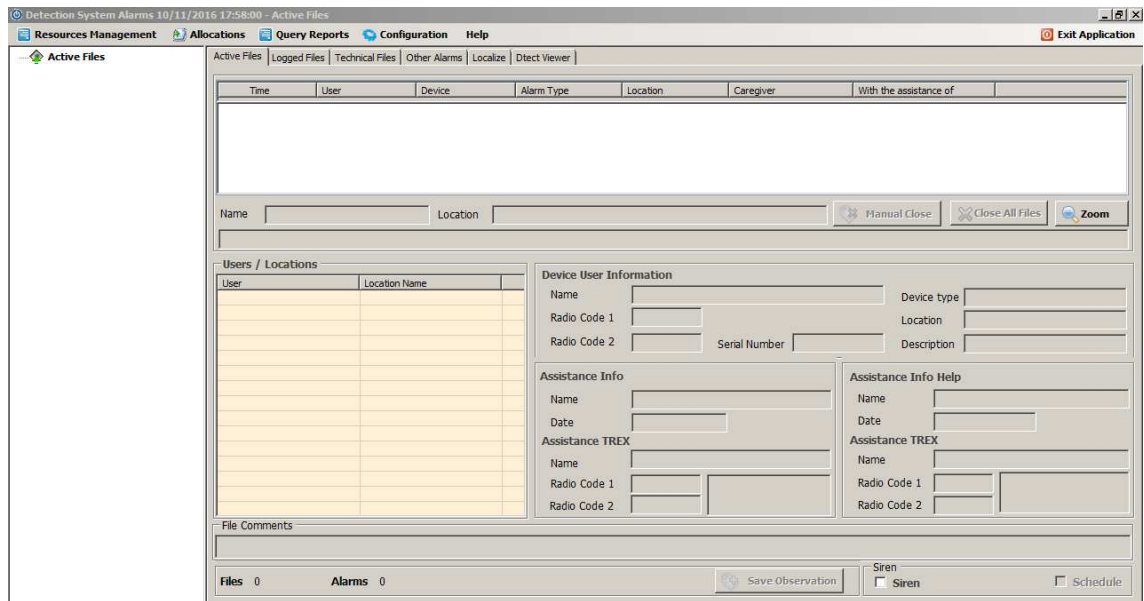 Detection System Alarms 10/11/2016 17:58:00 - Active Files
Resources Management Allocations Query Reports Configuration Help Exit Application
Active Files
Active Files Logged Files Technical Files Other Alarms Localize Dtect Viewer
Time User Device Alarm Type Location Caregiver With the assistance of
Name Location Manual Close Close All Files Zoom
Users / Locations
User Location Name
Device User Information
Name Device type
Radio Code 1 Location
Radio Code 2 Serial Number Description
Assistance Info
Name
Date
Assistance TREX
Name
Radio Code 1
Radio Code 2
Assistance Info Help
Name
Date
Assistance TREX
Name
Radio Code 1
Radio Code 2
File Comments
Files 0 Alarms 0 Save Observation
Siren
Siren Schedule